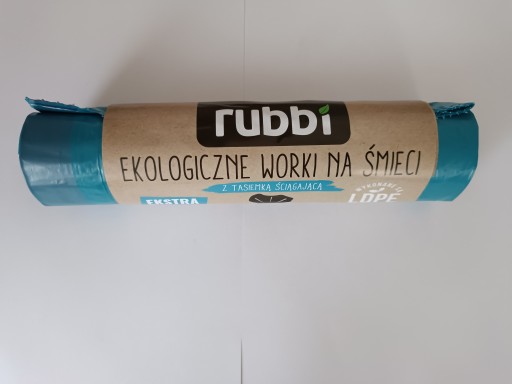 rubbi
EKOLOGICZNE WORKI NA ŚMIECI
Z TASIEMKĄ ŚCIĄGAJĄCĄ
EKSTRA
WYKONANE Z
LDPE